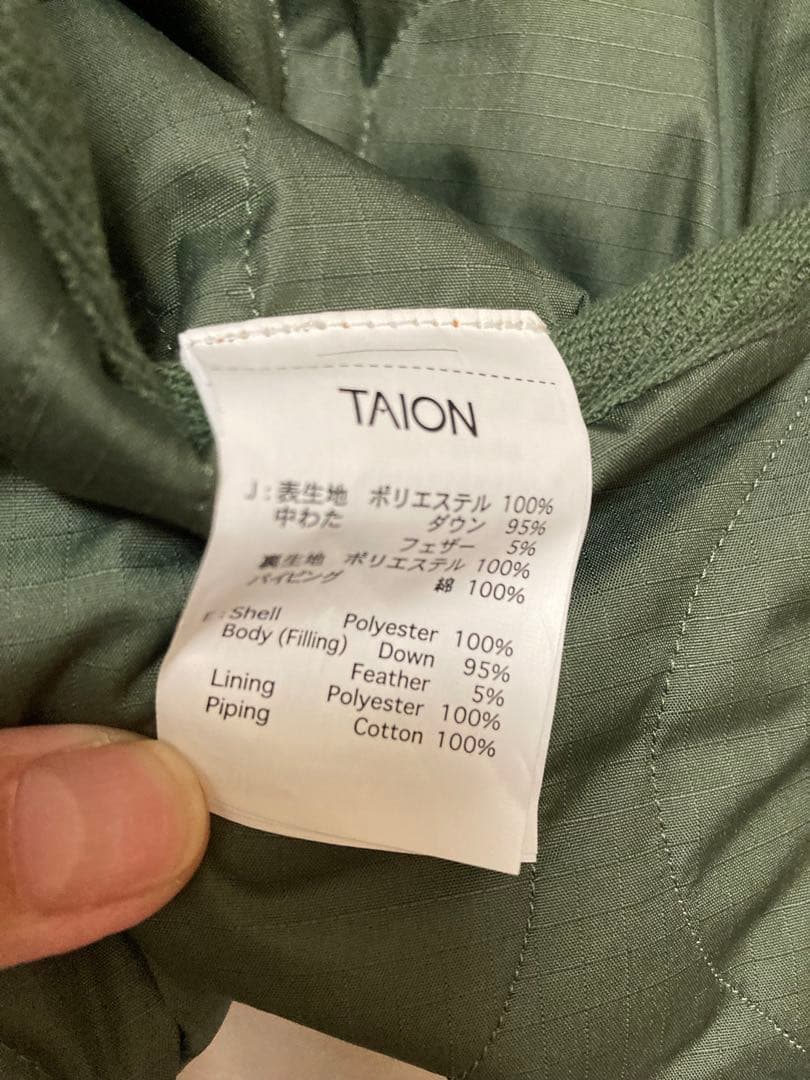 TAION
J : 表生地 ポリエステル 100%
中わた ダウン 95%
フェザー 5%
裏生地 ポリエステル 100%
パイピング 綿 100%
E : Shell Polyester 100%
Body (Filling) Down 95%
Feather 5%
Lining Polyester 100%
Piping Cotton 100%